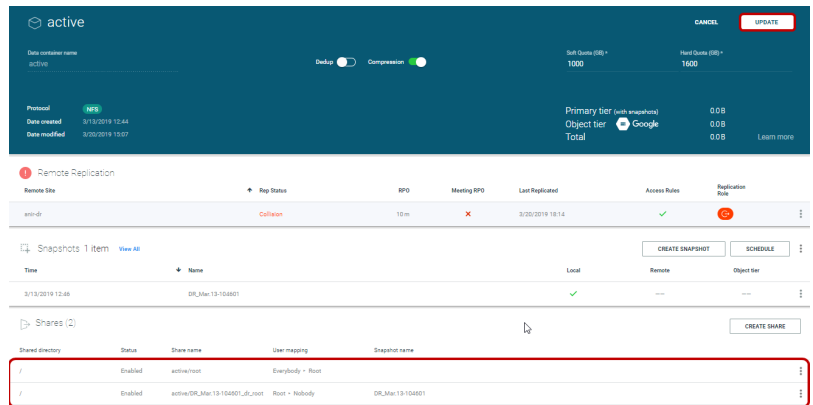 active
CANCEL
UPDATE
Data container name
active
Dedup
Compression
Soft Quota (GB) *
1000
Hard Quota (GB) *
1600
Protocol NFS
Date created 3/13/2019 12:44
Date modified 3/20/2019 15:07
Primary tier (with snapshots) 0.0 B
Object tier Google 0.0 B
Total 0.0 B Learn more
! Remote Replication
Remote Site Rep Status RPO Meeting RPO Last Replicated Access Rules Replication Role
anir-dr Collision 10 m 3/20/2019 18:14
Snapshots 1 item View All
CREATE SNAPSHOT SCHEDULE
Time Name Local Remote Object tier
3/13/2019 12:46 DR_Mar.13-104601 -- --
Shares (2)
CREATE SHARE
Shared directory Status Share name User mapping Snapshot name
/ Enabled active/root Everybody - Root
/ Enabled active/DR_Mar.13-104601_dr_root Root - Nobody DR_Mar.13-104601